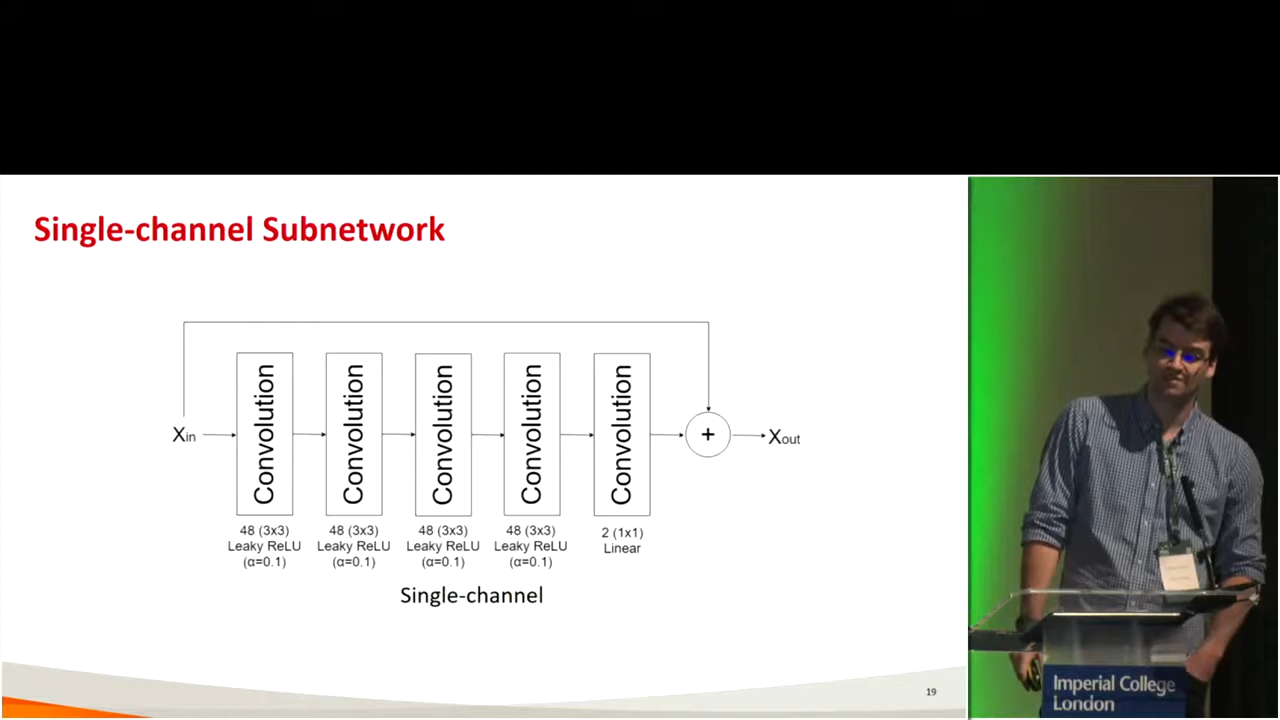 Single-channel Subnetwork
Xin
Convolution
Convolution
Convolution
Convolution
Convolution
+
Xout
48 (3x3)
Leaky ReLU
(α=0.1)
48 (3x3)
Leaky ReLU
(α=0.1)
48 (3x3)
Leaky ReLU
(α=0.1)
48 (3x3)
Leaky ReLU
(α=0.1)
2 (1x1)
Linear
Single-channel
19
Imperial College
London